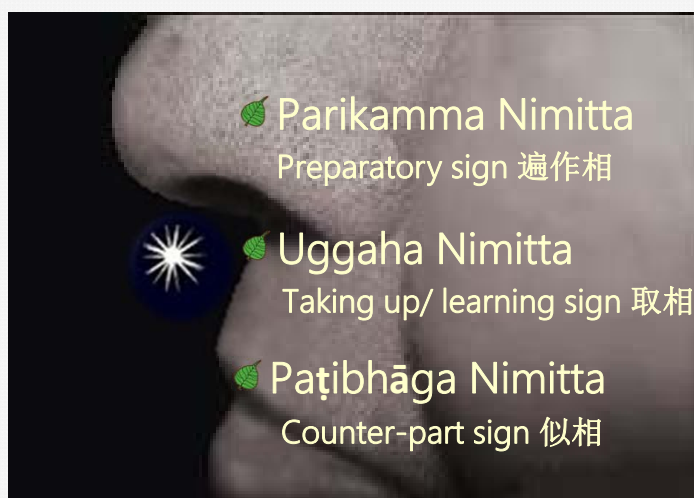 Parikamma Nimitta
Preparatory sign 遍作相
Uggaha Nimitta
Taking up/ learning sign 取相
Paṭibhāga Nimitta
Counter-part sign 似相